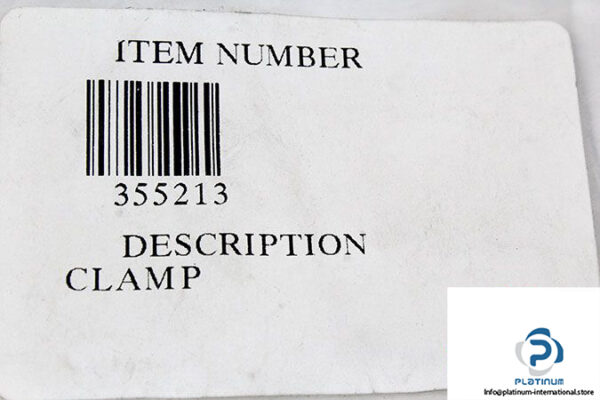 ITEM NUMBER
355213
DESCRIPTION
CLAMP
PLATINUM
Info@platinum-international.store